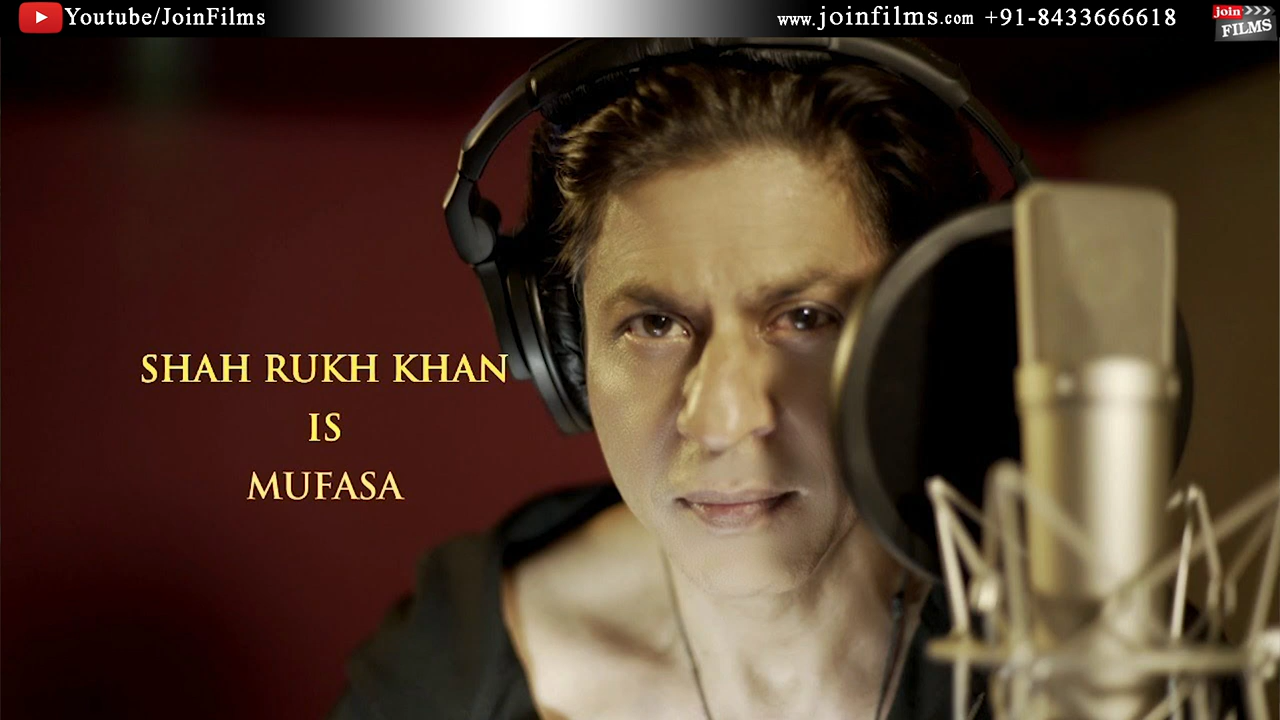 Youtube/JoinFilms
www.joinfilms.com +91-8433666618
join
FILMS
SHAH RUKH KHAN
IS
MUFASA